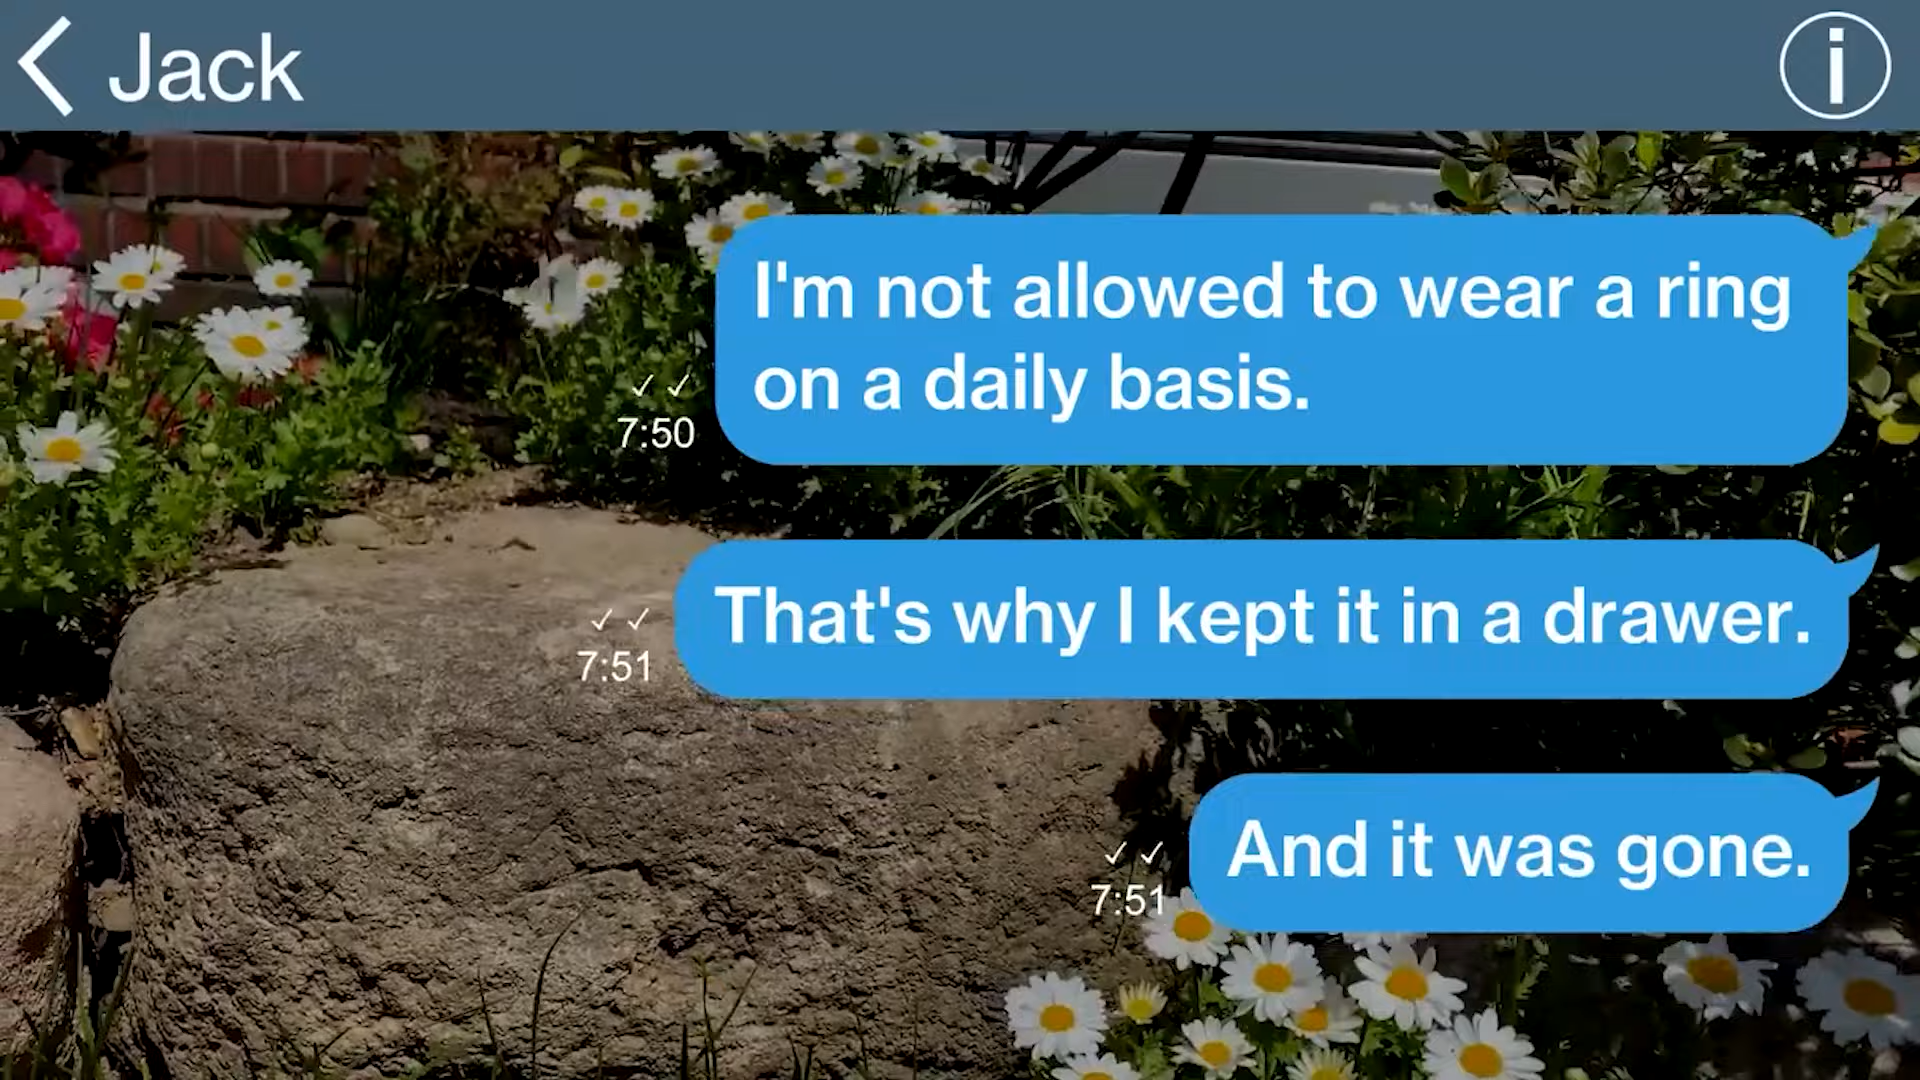 Jack
I'm not allowed to wear a ring
on a daily basis.
7:50
That's why I kept it in a drawer.
7:51
And it was gone.
7:51